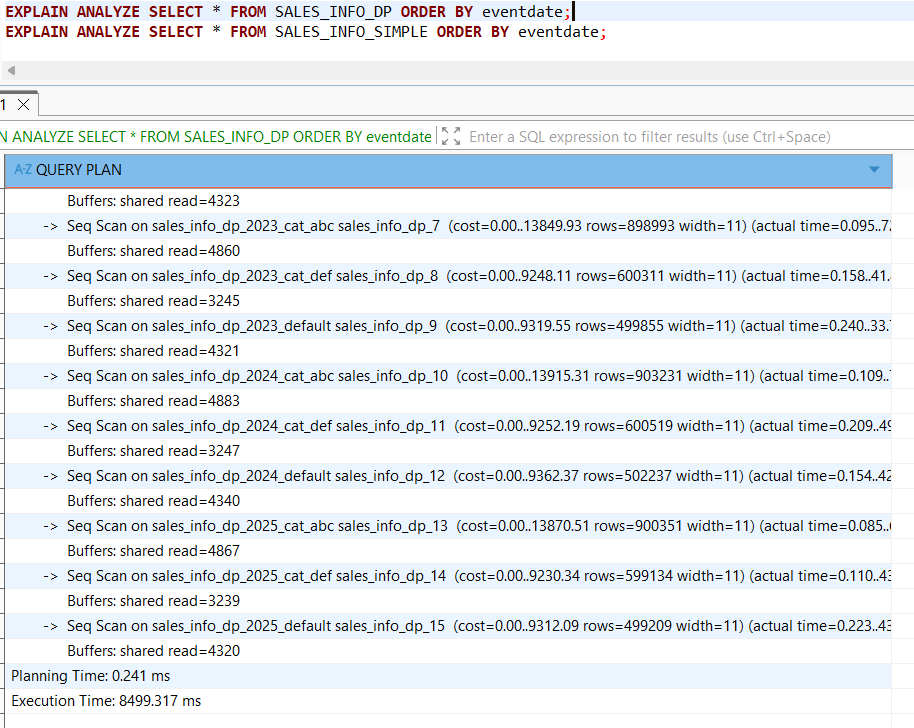 EXPLAIN ANALYZE SELECT * FROM SALES_INFO_DP ORDER BY eventdate;
EXPLAIN ANALYZE SELECT * FROM SALES_INFO_SIMPLE ORDER BY eventdate;
1
N ANALYZE SELECT * FROM SALES_INFO_DP ORDER BY eventdate Enter a SQL expression to filter results (use Ctrl+Space)
A-Z QUERY PLAN
Buffers: shared read=4323
-> Seq Scan on sales_info_dp_2023_cat_abc sales_info_dp_7 (cost=0.00..13849.93 rows=898993 width=11) (actual time=0.095..7
Buffers: shared read=4860
-> Seq Scan on sales_info_dp_2023_cat_def sales_info_dp_8 (cost=0.00..9248.11 rows=600311 width=11) (actual time=0.158..41.
Buffers: shared read=3245
-> Seq Scan on sales_info_dp_2023_default sales_info_dp_9 (cost=0.00..9319.55 rows=499855 width=11) (actual time=0.240..33.
Buffers: shared read=4321
-> Seq Scan on sales_info_dp_2024_cat_abc sales_info_dp_10 (cost=0.00..13915.31 rows=903231 width=11) (actual time=0.109..
Buffers: shared read=4883
-> Seq Scan on sales_info_dp_2024_cat_def sales_info_dp_11 (cost=0.00..9252.19 rows=600519 width=11) (actual time=0.209..49
Buffers: shared read=3247
-> Seq Scan on sales_info_dp_2024_default sales_info_dp_12 (cost=0.00..9362.37 rows=502237 width=11) (actual time=0.154..42
Buffers: shared read=4340
-> Seq Scan on sales_info_dp_2025_cat_abc sales_info_dp_13 (cost=0.00..13870.51 rows=900351 width=11) (actual time=0.085..
Buffers: shared read=4867
-> Seq Scan on sales_info_dp_2025_cat_def sales_info_dp_14 (cost=0.00..9230.34 rows=599134 width=11) (actual time=0.110..43
Buffers: shared read=3239
-> Seq Scan on sales_info_dp_2025_default sales_info_dp_15 (cost=0.00..9312.09 rows=499209 width=11) (actual time=0.223..43
Buffers: shared read=4320
Planning Time: 0.241 ms
Execution Time: 8499.317 ms